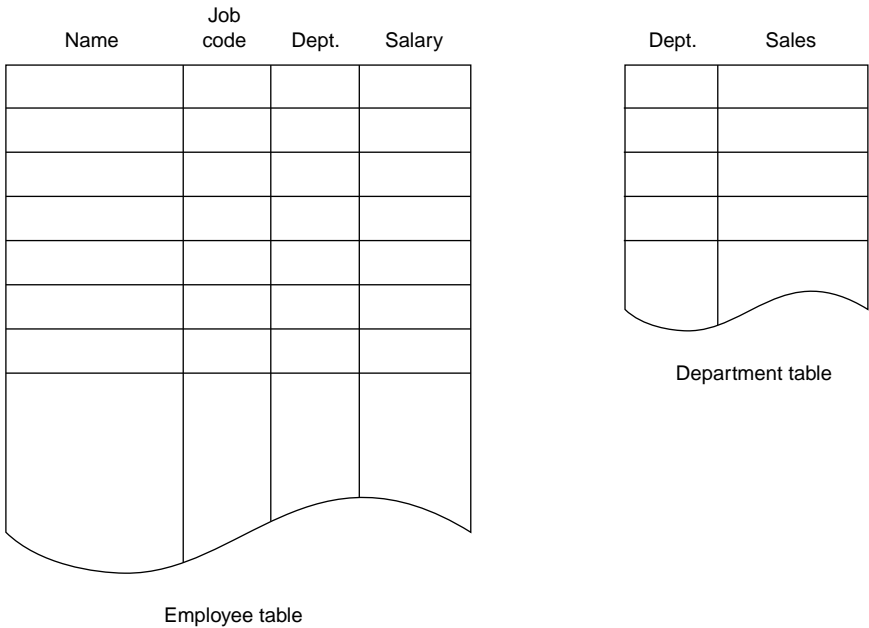 Name
Job
code
Dept.
Salary
Employee table
Dept.
Sales
Department table